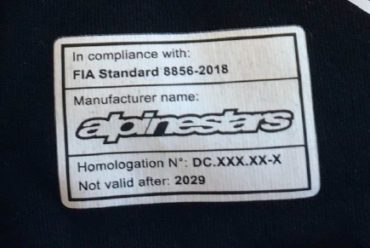 In compliance with:
FIA Standard 8856-2018
Manufacturer name:
alpinestars
Homologation N°: DC.XXX.XX-X
Not valid after: 2029